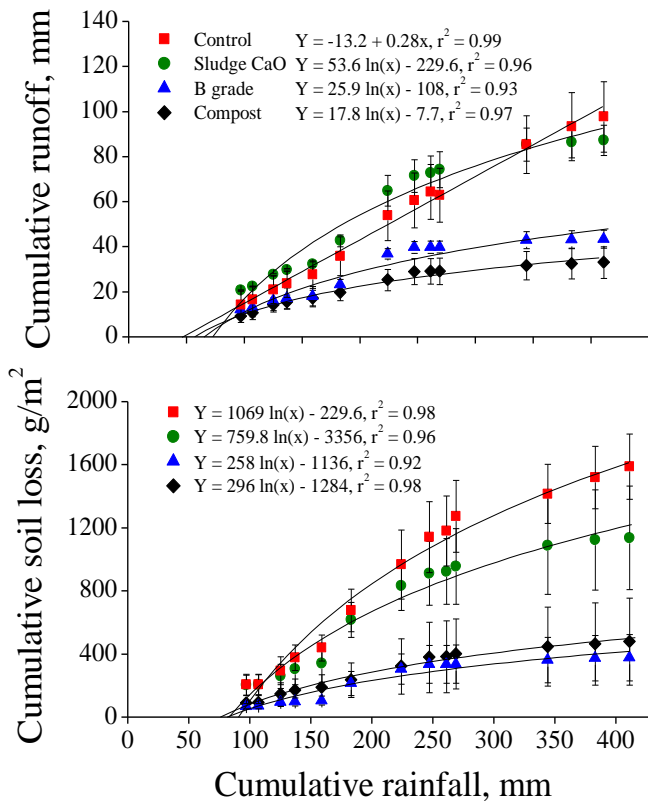 140
120
100
80
60
40
20
0
Cumulative runoff, mm
Control Y = -13.2 + 0.28x, r² = 0.99
Sludge CaO Y = 53.6 ln(x) - 229.6, r² = 0.96
B grade Y = 25.9 ln(x) - 108, r² = 0.93
Compost Y = 17.8 ln(x) - 7.7, r² = 0.97
2000
1600
1200
800
400
0
Cumulative soil loss, g/m²
Y = 1069 ln(x) - 229.6, r² = 0.98
Y = 759.8 ln(x) - 3356, r² = 0.96
Y = 258 ln(x) - 1136, r² = 0.92
Y = 296 ln(x) - 1284, r² = 0.98
0 50 100 150 200 250 300 350 400
Cumulative rainfall, mm